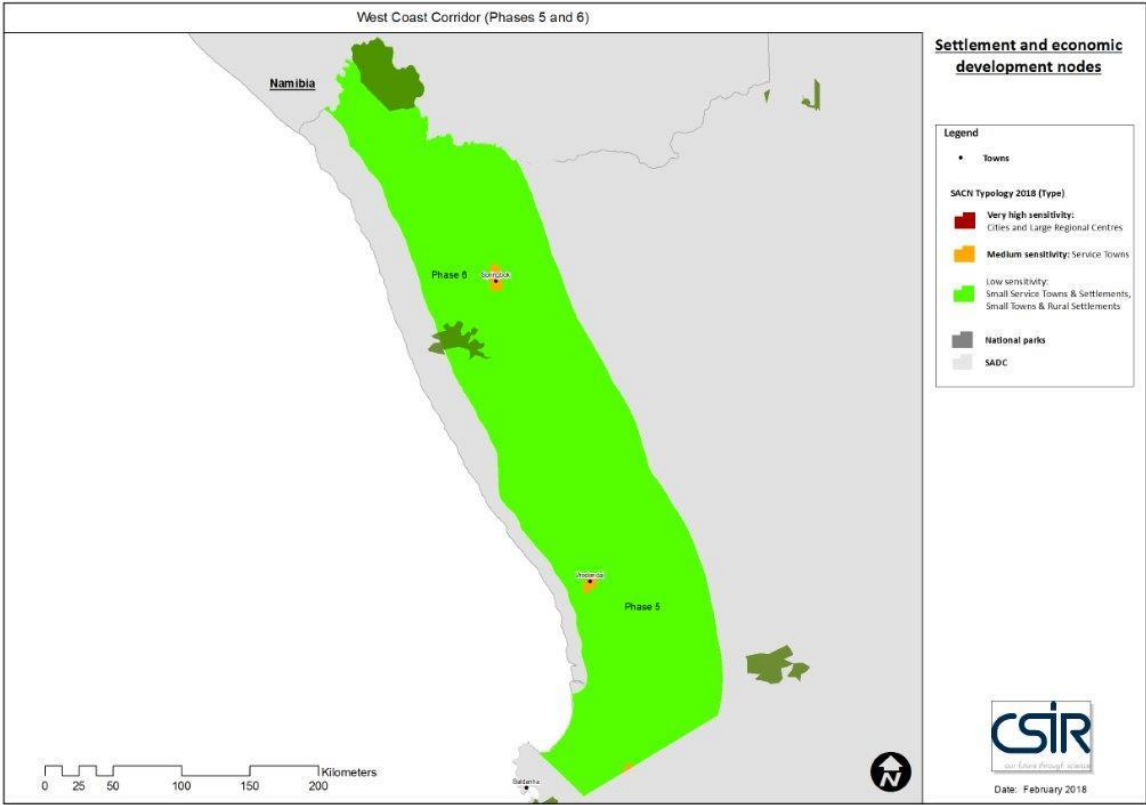 West Coast Corridor (Phases 5 and 6)
Settlement and economic
development nodes
Namibia
Legend
Towns
SACN Typology 2018 (Type)
Very high sensitivity:
Cities and Large Regional Centres
Medium sensitivity: Service Towns
Low sensitivity:
Small Service Towns & Settlements,
Small Towns & Rural Settlements
National parks
SADC
Phase 6
Springbok
Vredendal
Phase 5
Saldanha
Kilometers
0 25 50 100 150 200
N
CSIR
our future through science
Date: February 2018